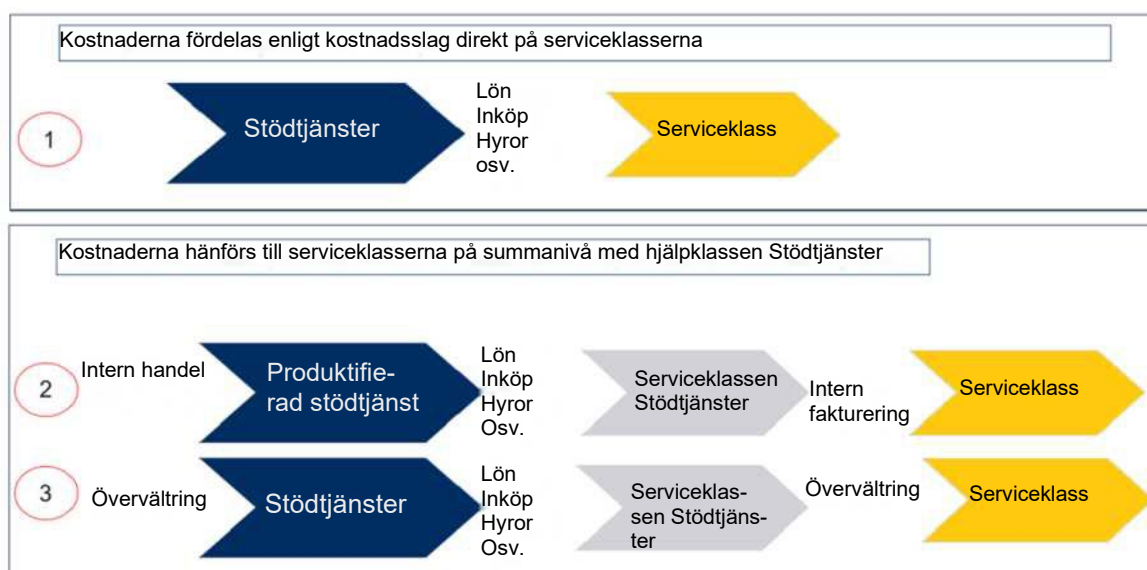 Kostnaderna fördelas enligt kostnadsslag direkt på serviceklasserna
1
Stödtjänster
Lön
Inköp
Hyror
osv.
Serviceklass
Kostnaderna hänförs till serviceklasserna på summanivå med hjälpklassen Stödtjänster
2
Intern handel
Produktifie-
rad stödtjänst
Lön
Inköp
Hyror
Osv.
Serviceklassen
Stödtjänster
Intern
fakturering
Serviceklass
3
Övervältring
Stödtjänster
Lön
Inköp
Hyror
Osv.
Serviceklas-
sen Stödtjäns-
ter
Övervältring
Serviceklass